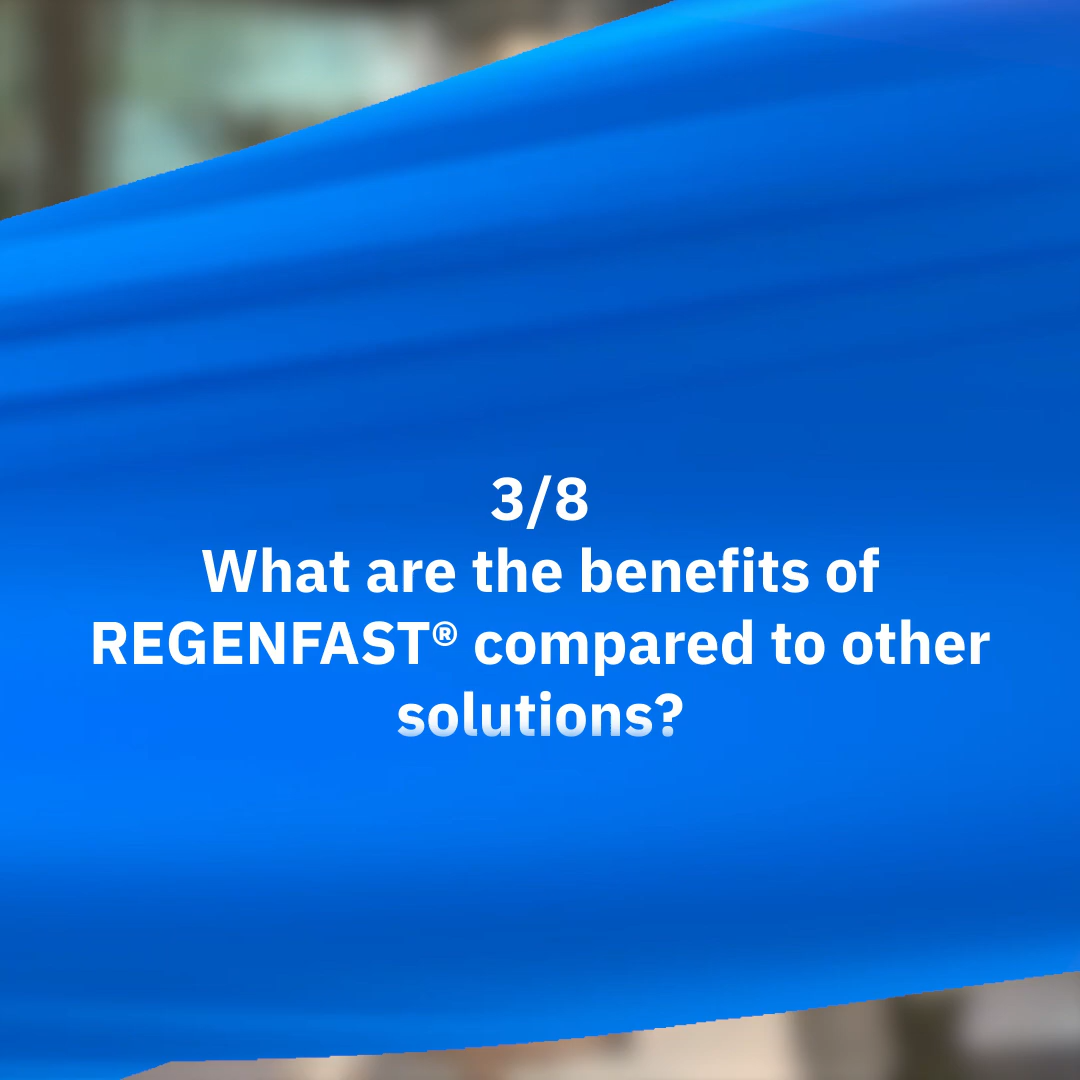 3/8
What are the benefits of
REGENFAST® compared to other
solutions?